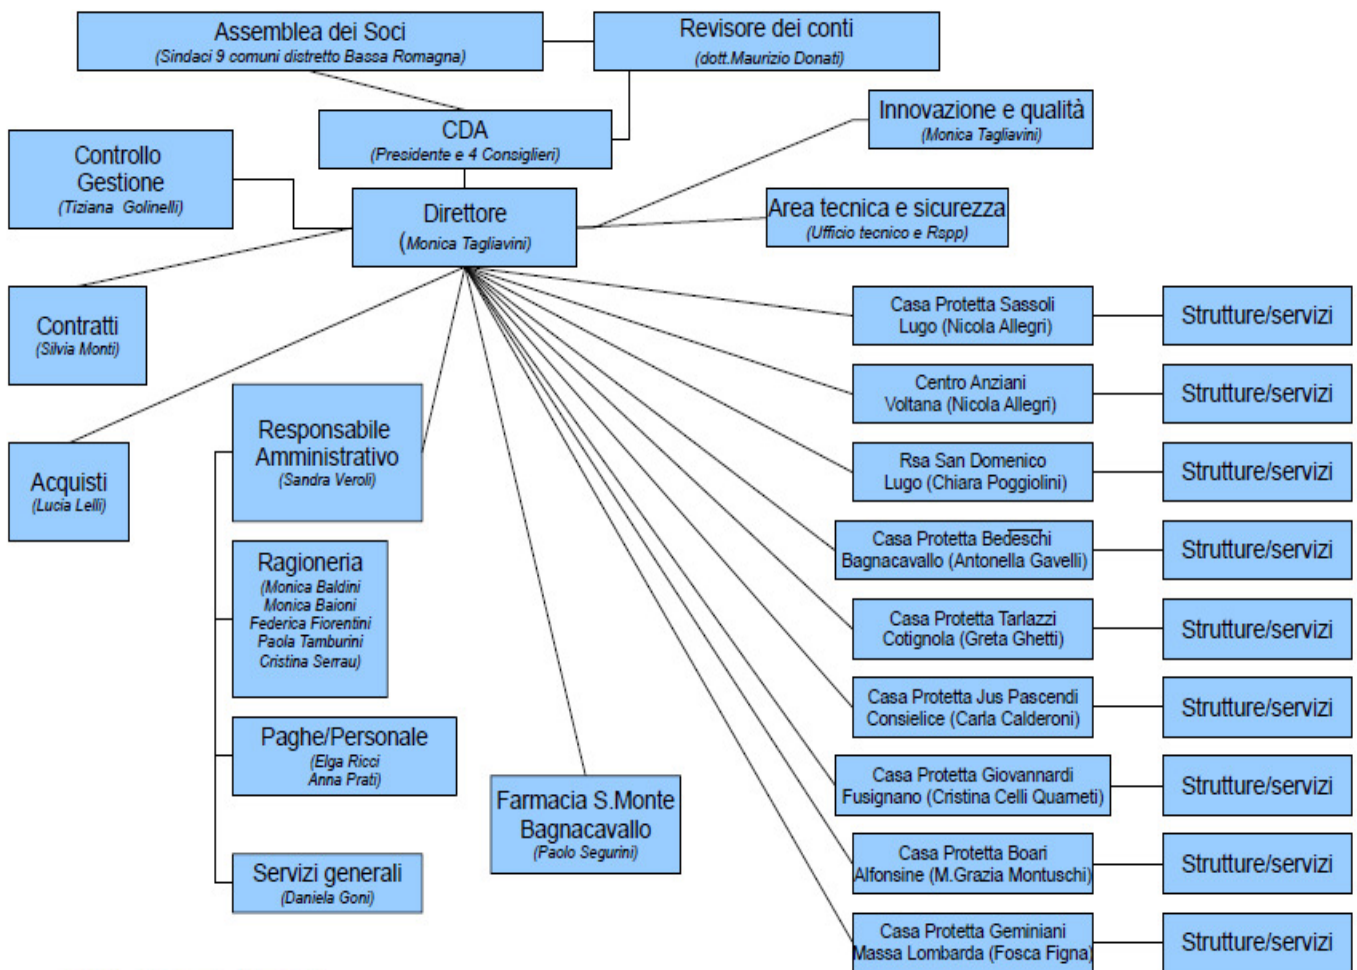 Assemblea dei Soci
(Sindaci 9 comuni distretto Bassa Romagna)
Revisore dei conti
(dott.Maurizio Donati)
CDA
(Presidente e 4 Consiglieri)
Innovazione e qualità
(Monica Tagliavini)
Controllo
Gestione
(Tiziana Golinelli)
Direttore
(Monica Tagliavini)
Area tecnica e sicurezza
(Ufficio tecnico e Rspp)
Contratti
(Silvia Monti)
Acquisti
(Lucia Lelli)
Responsabile
Amministrativo
(Sandra Veroli)
Ragioneria
(Monica Baldini
Monica Baioni
Federica Fiorentini
Paola Tamburini
Cristina Serrau)
Paghe/Personale
(Elga Ricci
Anna Prati)
Servizi generali
(Daniela Goni)
Farmacia S.Monte
Bagnacavallo
(Paolo Segurini)
Casa Protetta Sassoli
Lugo (Nicola Allegri)
Strutture/servizi
Centro Anziani
Voltana (Nicola Allegri)
Strutture/servizi
Rsa San Domenico
Lugo (Chiara Poggiolini)
Strutture/servizi
Casa Protetta Bedeschi
Bagnacavallo (Antonella Gavelli)
Strutture/servizi
Casa Protetta Tarlazzi
Cotignola (Greta Ghetti)
Strutture/servizi
Casa Protetta Jus Pascendi
Consielice (Carla Calderoni)
Strutture/servizi
Casa Protetta Giovannardi
Fusignano (Cristina Celli Quarneti)
Strutture/servizi
Casa Protetta Boari
Alfonsine (M.Grazia Montuschi)
Strutture/servizi
Casa Protetta Geminiani
Massa Lombarda (Fosca Figna)
Strutture/servizi